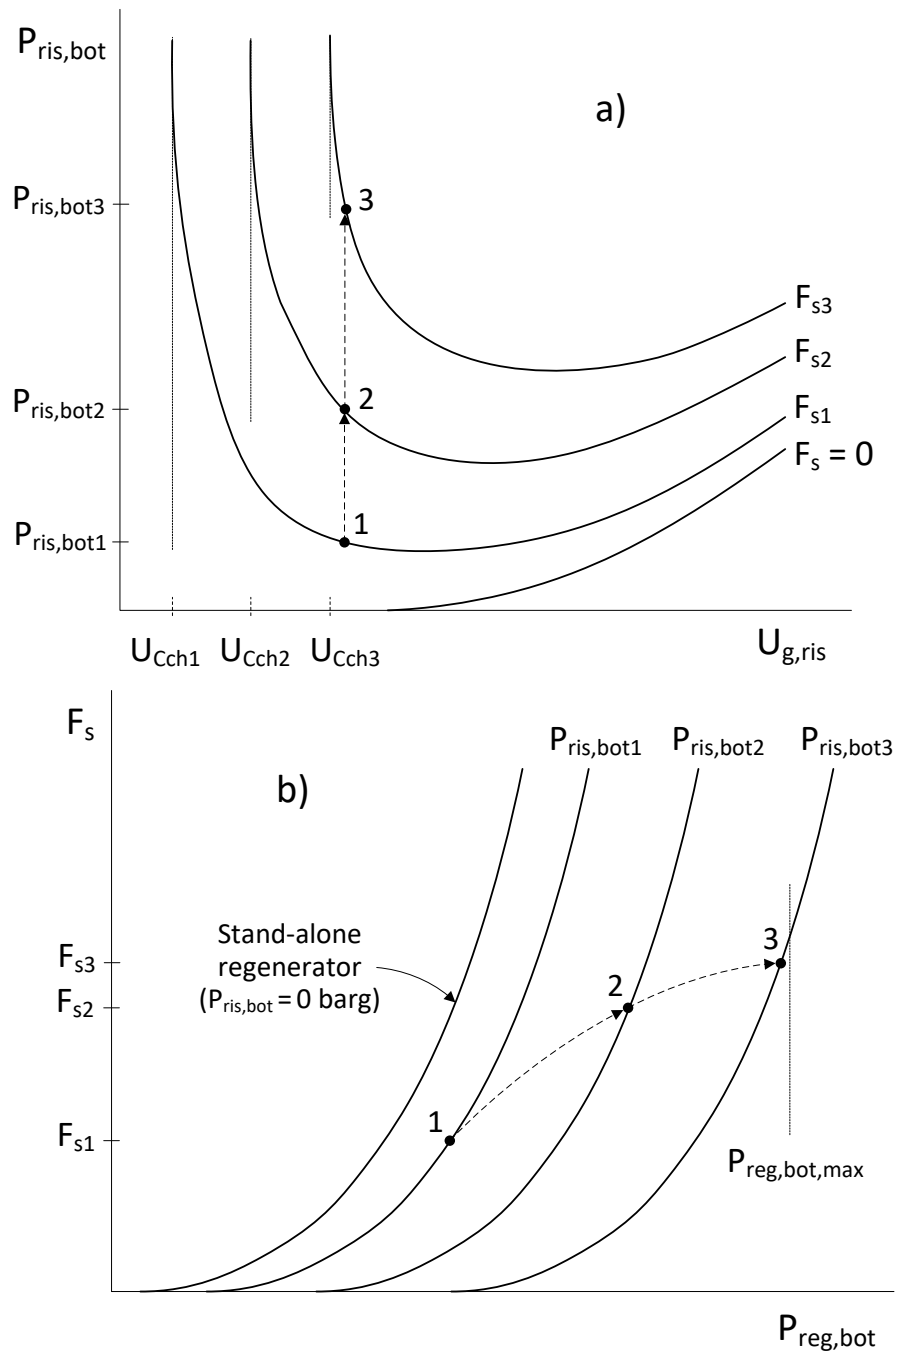 P_ris,bot
a)
P_ris,bot3
3
F_s3
F_s2
P_ris,bot2
2
F_s1
F_s = 0
P_ris,bot1
1
U_Cch1 U_Cch2 U_Cch3
U_g,ris
F_s
P_ris,bot1 P_ris,bot2 P_ris,bot3
b)
Stand-alone
regenerator
(P_ris,bot = 0 barg)
F_s3
3
F_s2
2
F_s1
1
P_reg,bot,max
P_reg,bot